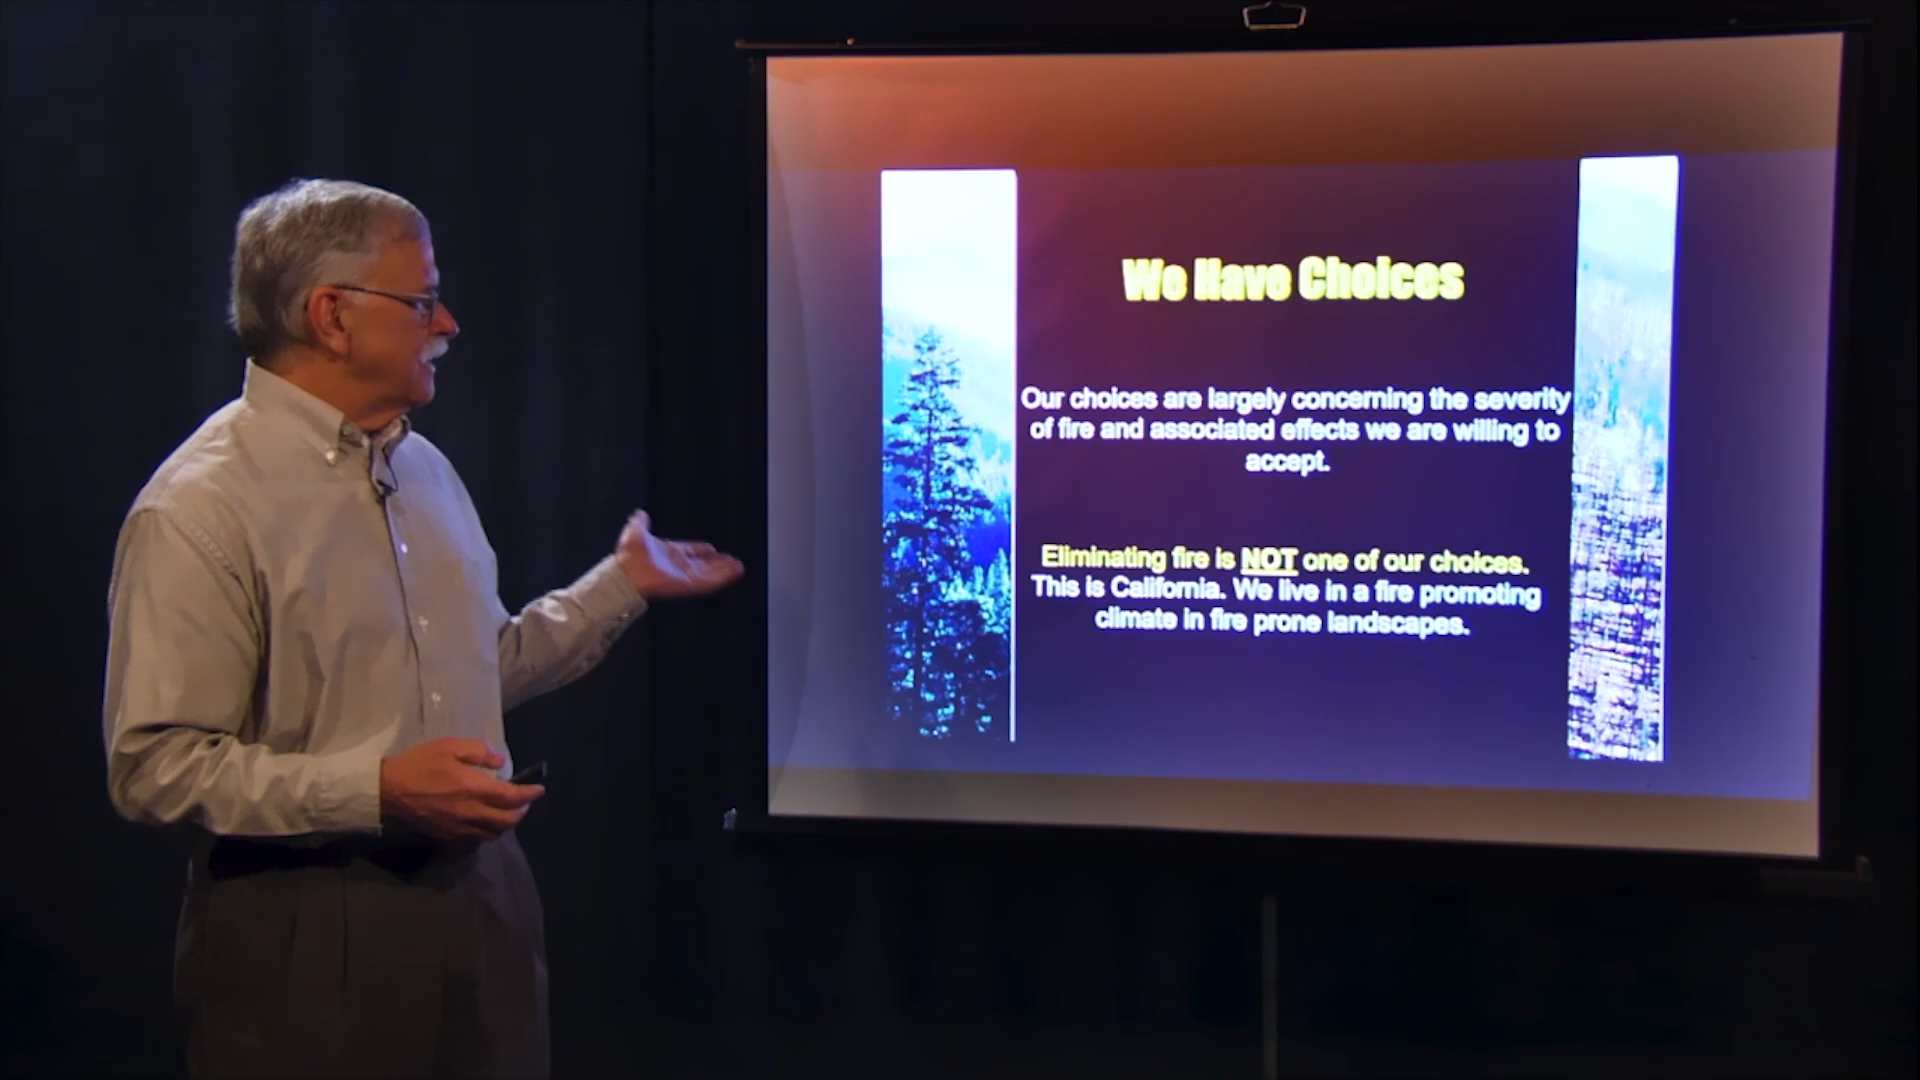 We Have Choices
Our choices are largely concerning the severity
of fire and associated effects we are willing to
accept.
Eliminating fire is NOT one of our choices.
This is California. We live in a fire promoting
climate in fire prone landscapes.